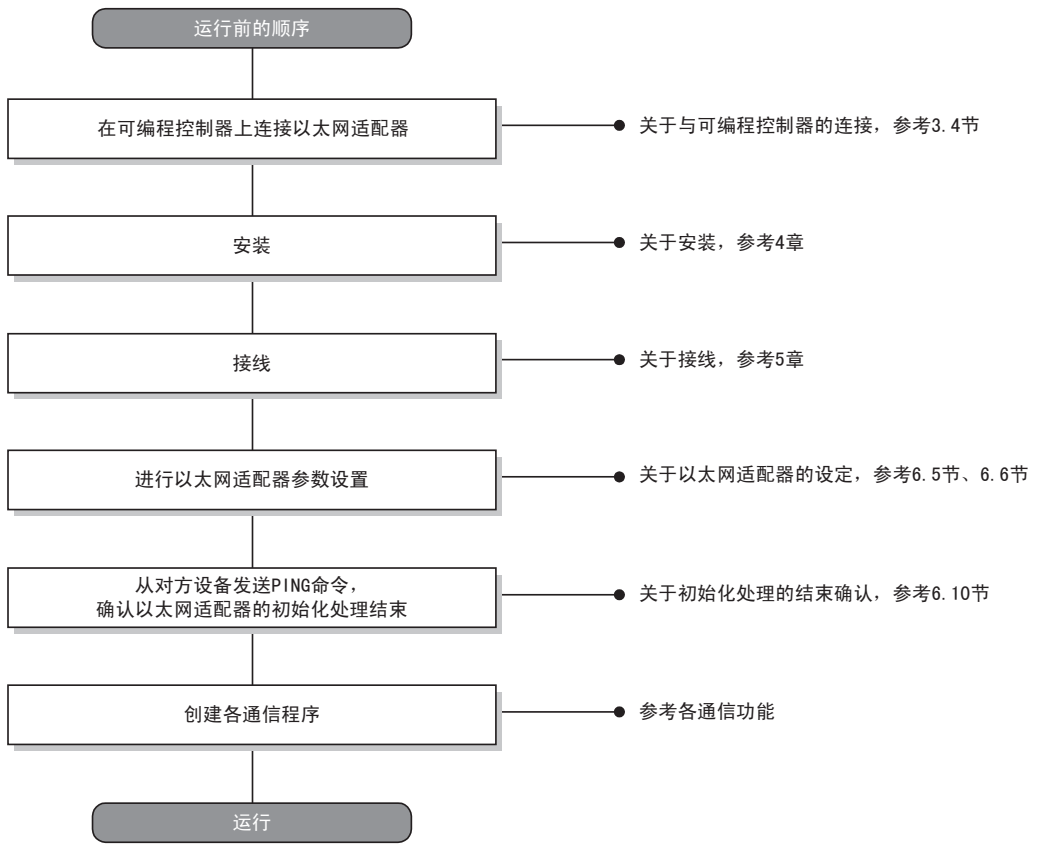 运行前的顺序
在可编程控制器上连接以太网适配器
关于与可编程控制器的连接，参考3.4节
安装
关于安装，参考4章
接线
关于接线，参考5章
进行以太网适配器参数设置
关于以太网适配器的设定，参考6.5节、6.6节
从对方设备发送PING命令，
确认以太网适配器的初始化处理结束
关于初始化处理的结束确认，参考6.10节
创建各通信程序
参考各通信功能
运行